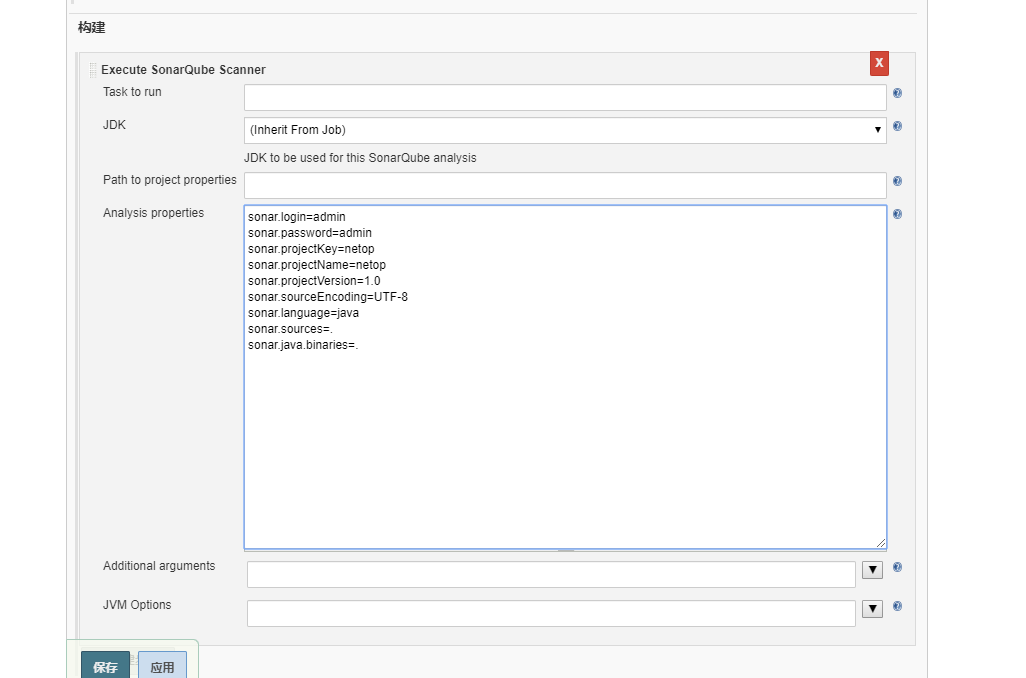 构建
Execute SonarQube Scanner
X
Task to run
JDK
(Inherit From Job)
JDK to be used for this SonarQube analysis
Path to project properties
Analysis properties
sonar.login=admin
sonar.password=admin
sonar.projectKey=netop
sonar.projectName=netop
sonar.projectVersion=1.0
sonar.sourceEncoding=UTF-8
sonar.language=java
sonar.sources=.
sonar.java.binaries=.
Additional arguments
JVM Options
保存
应用